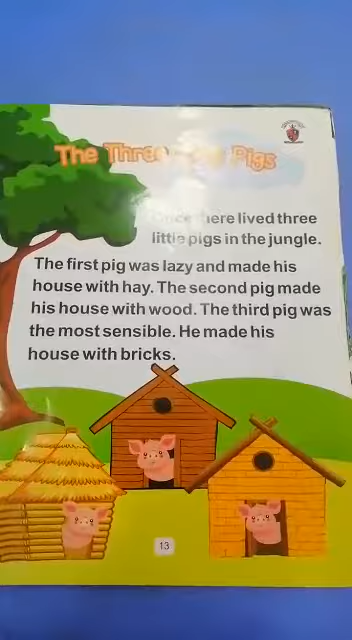 The Three Pigs
Once there lived three
little pigs in the jungle.
The first pig was lazy and made his
house with hay. The second pig made
his house with wood. The third pig was
the most sensible. He made his
house with bricks.
13